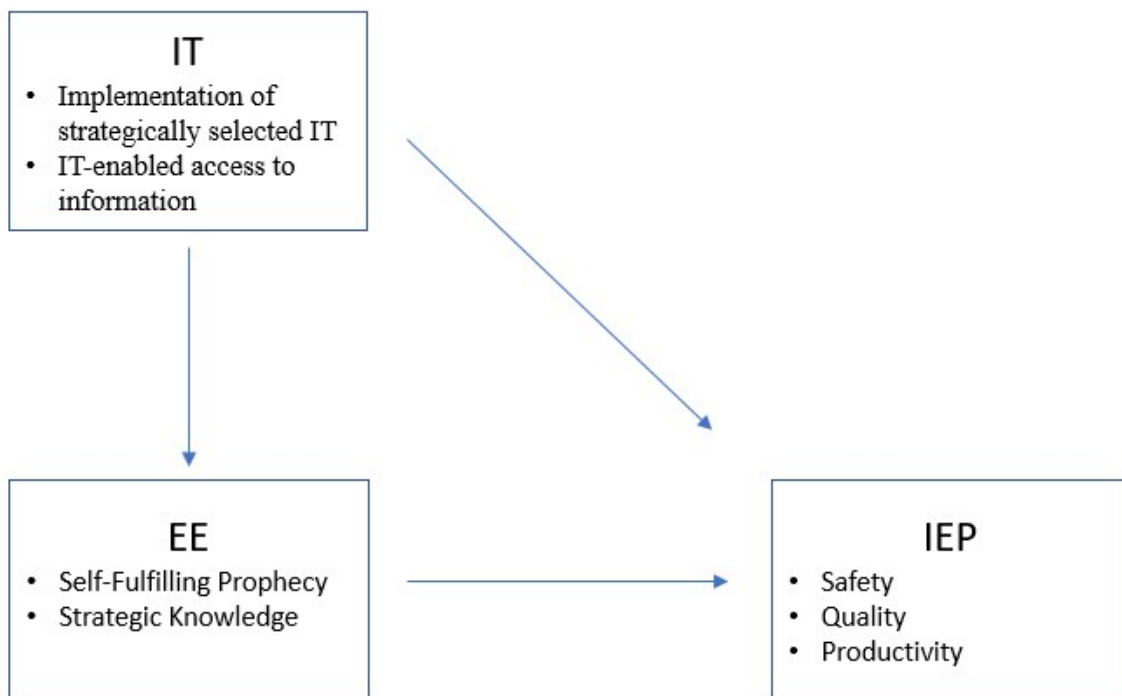 IT
• Implementation of
strategically selected IT
• IT-enabled access to
information
EE
• Self-Fulfilling Prophecy
• Strategic Knowledge
IEP
• Safety
• Quality
• Productivity